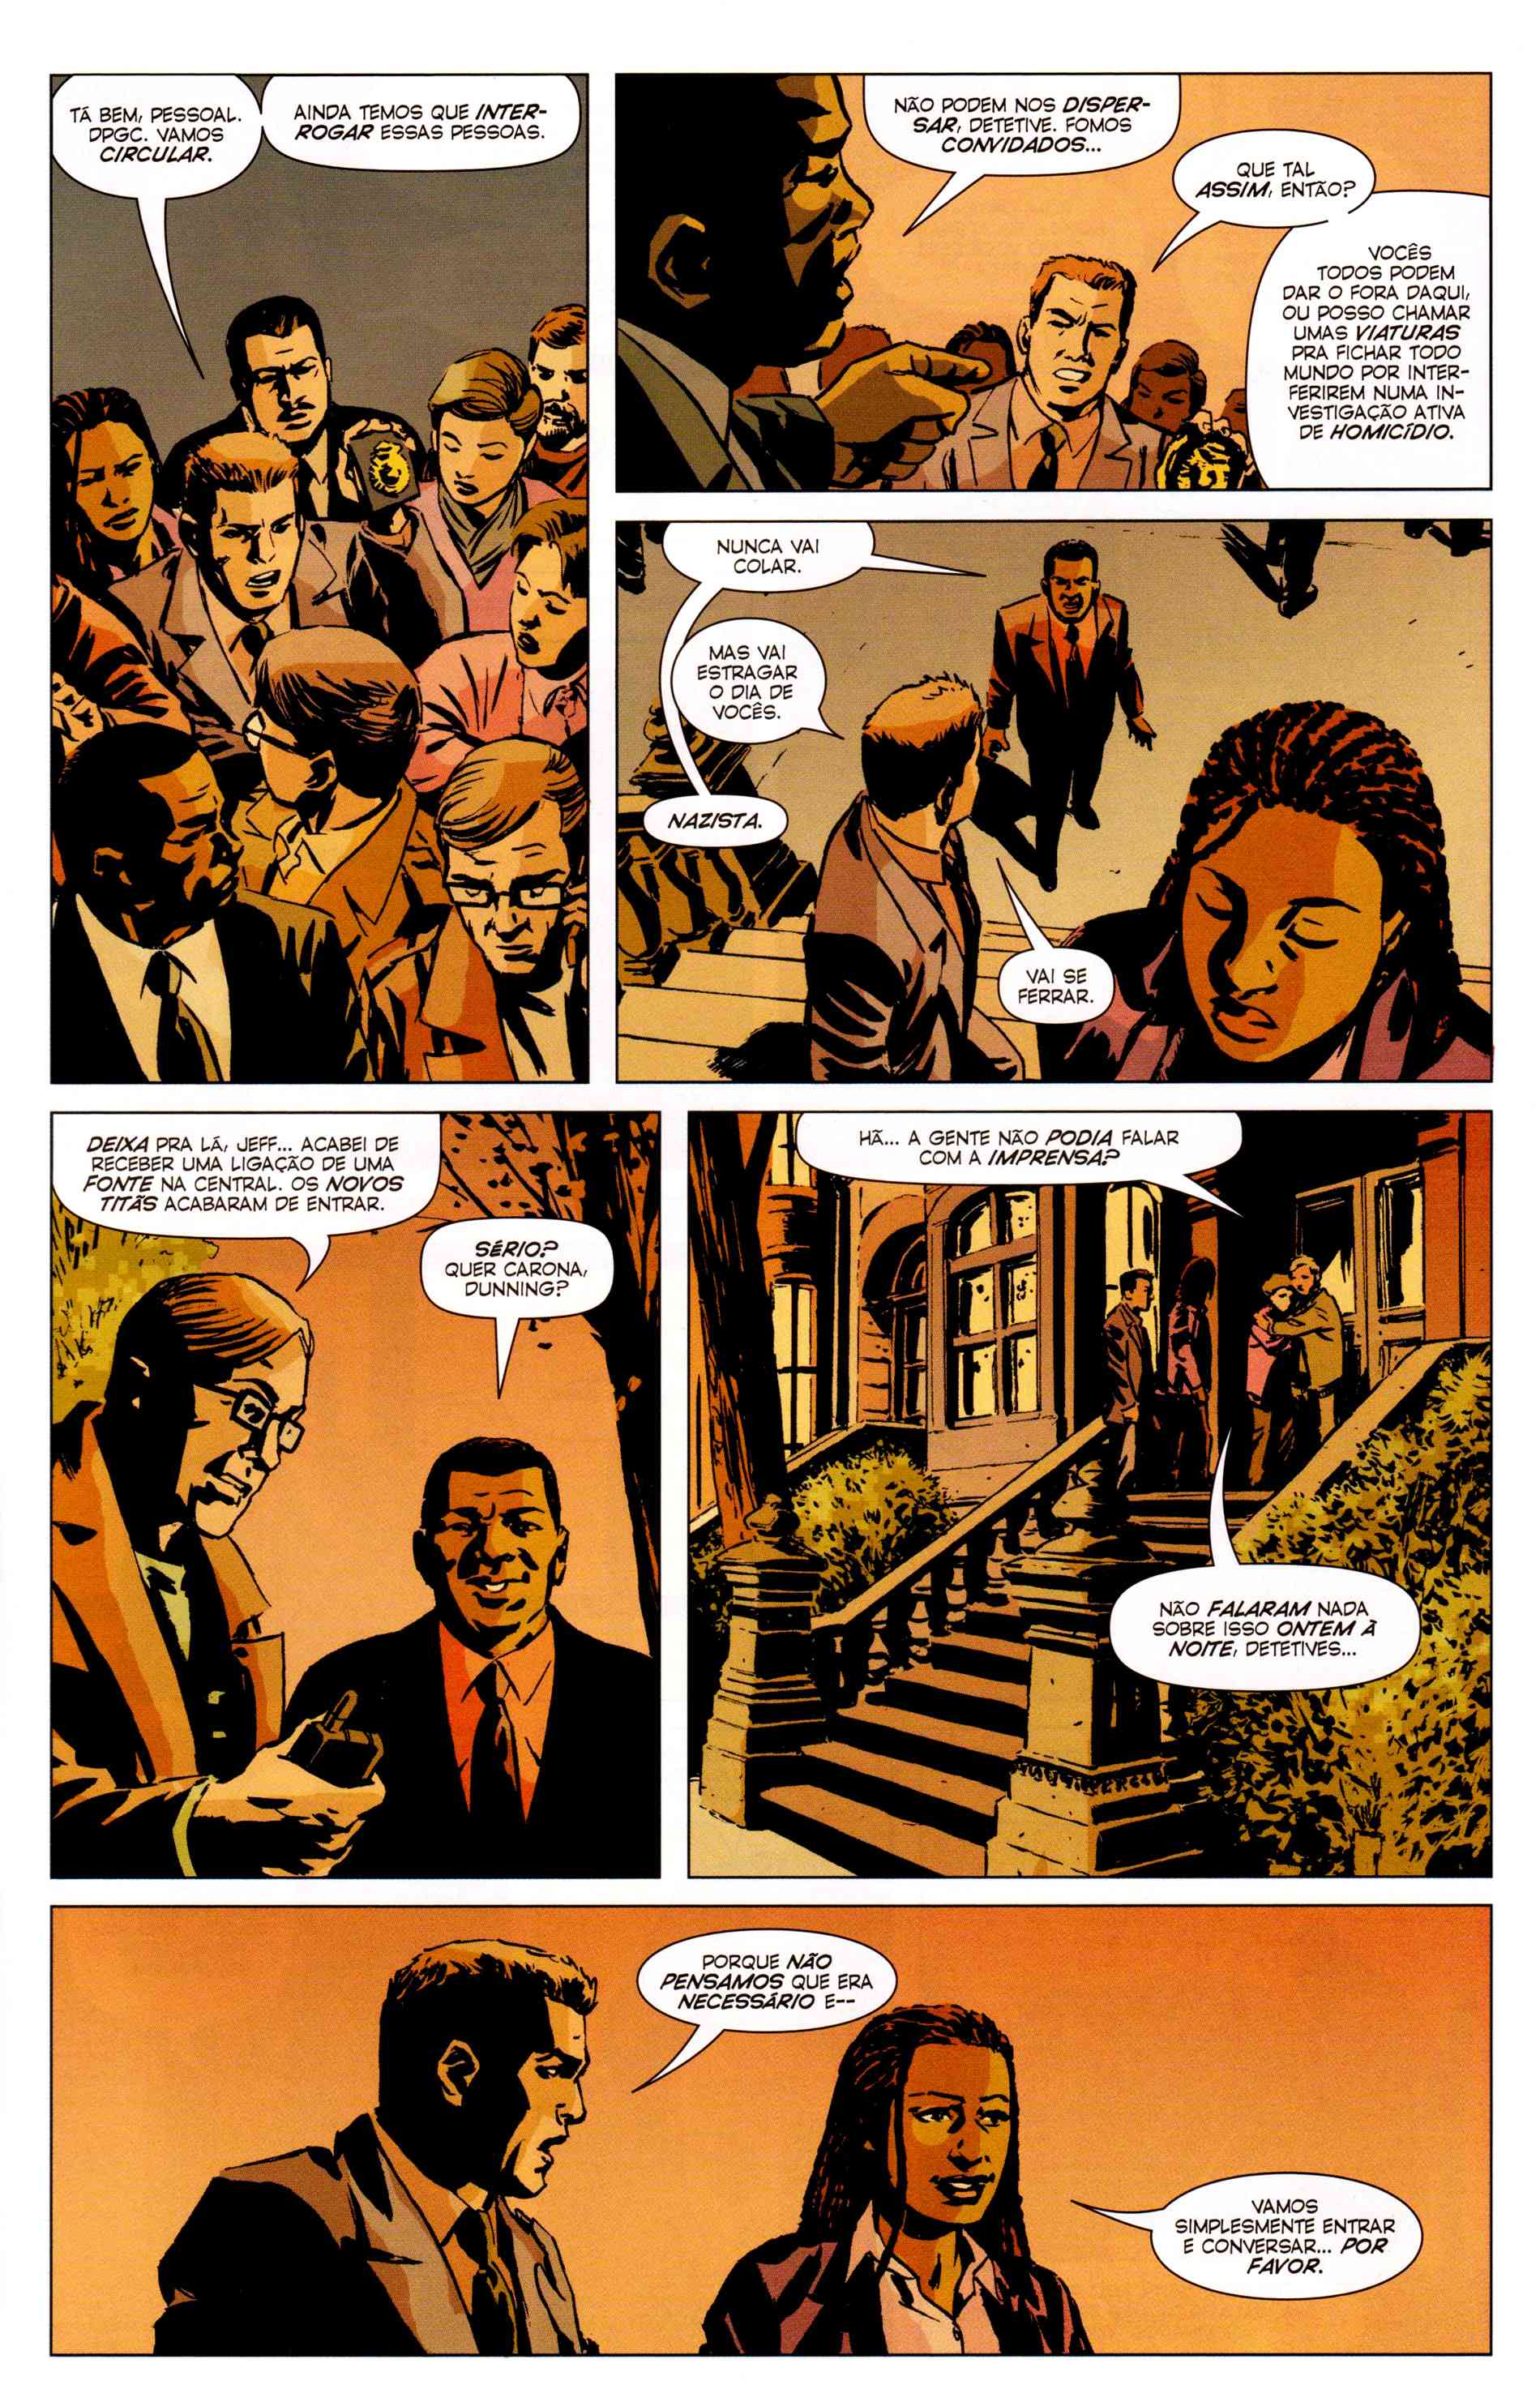 TÁ BEM, PESSOAL.
DPGC. VAMOS
CIRCULAR.
AINDA TEMOS QUE INTER-
ROGAR ESSAS PESSOAS.
NÃO PODEM NOS DISPER-
SAR, DETETIVE. FOMOS
CONVIDADOS...
QUE TAL
ASSIM, ENTÃO?
VOCÊS
TODOS PODEM
DAR O FORA DAQUI,
OU POSSO CHAMAR
UMAS VIATURAS
PRA FICHAR TODO
MUNDO POR INTER-
FERIREM NUMA IN-
VESTIGAÇÃO ATIVA
DE HOMICÍDIO.
NUNCA VAI
COLAR.
MAS VAI
ESTRAGAR
O DIA DE
VOCÊS.
NAZISTA.
VAI SE
FERRAR.
DEIXA PRA LÁ, JEFF... ACABEI DE
RECEBER UMA LIGAÇÃO DE UMA
FONTE NA CENTRAL. OS NOVOS
TITÃS ACABARAM DE ENTRAR.
SÉRIO?
QUER CARONA,
DUNNING?
HÃ... A GENTE NÃO PODIA FALAR
COM A IMPRENSA?
NÃO FALARAM NADA
SOBRE ISSO ONTEM À
NOITE, DETETIVES...
PORQUE NÃO
PENSAMOS QUE ERA
NECESSÁRIO E--
VAMOS
SIMPLESMENTE ENTRAR
E CONVERSAR... POR
FAVOR.